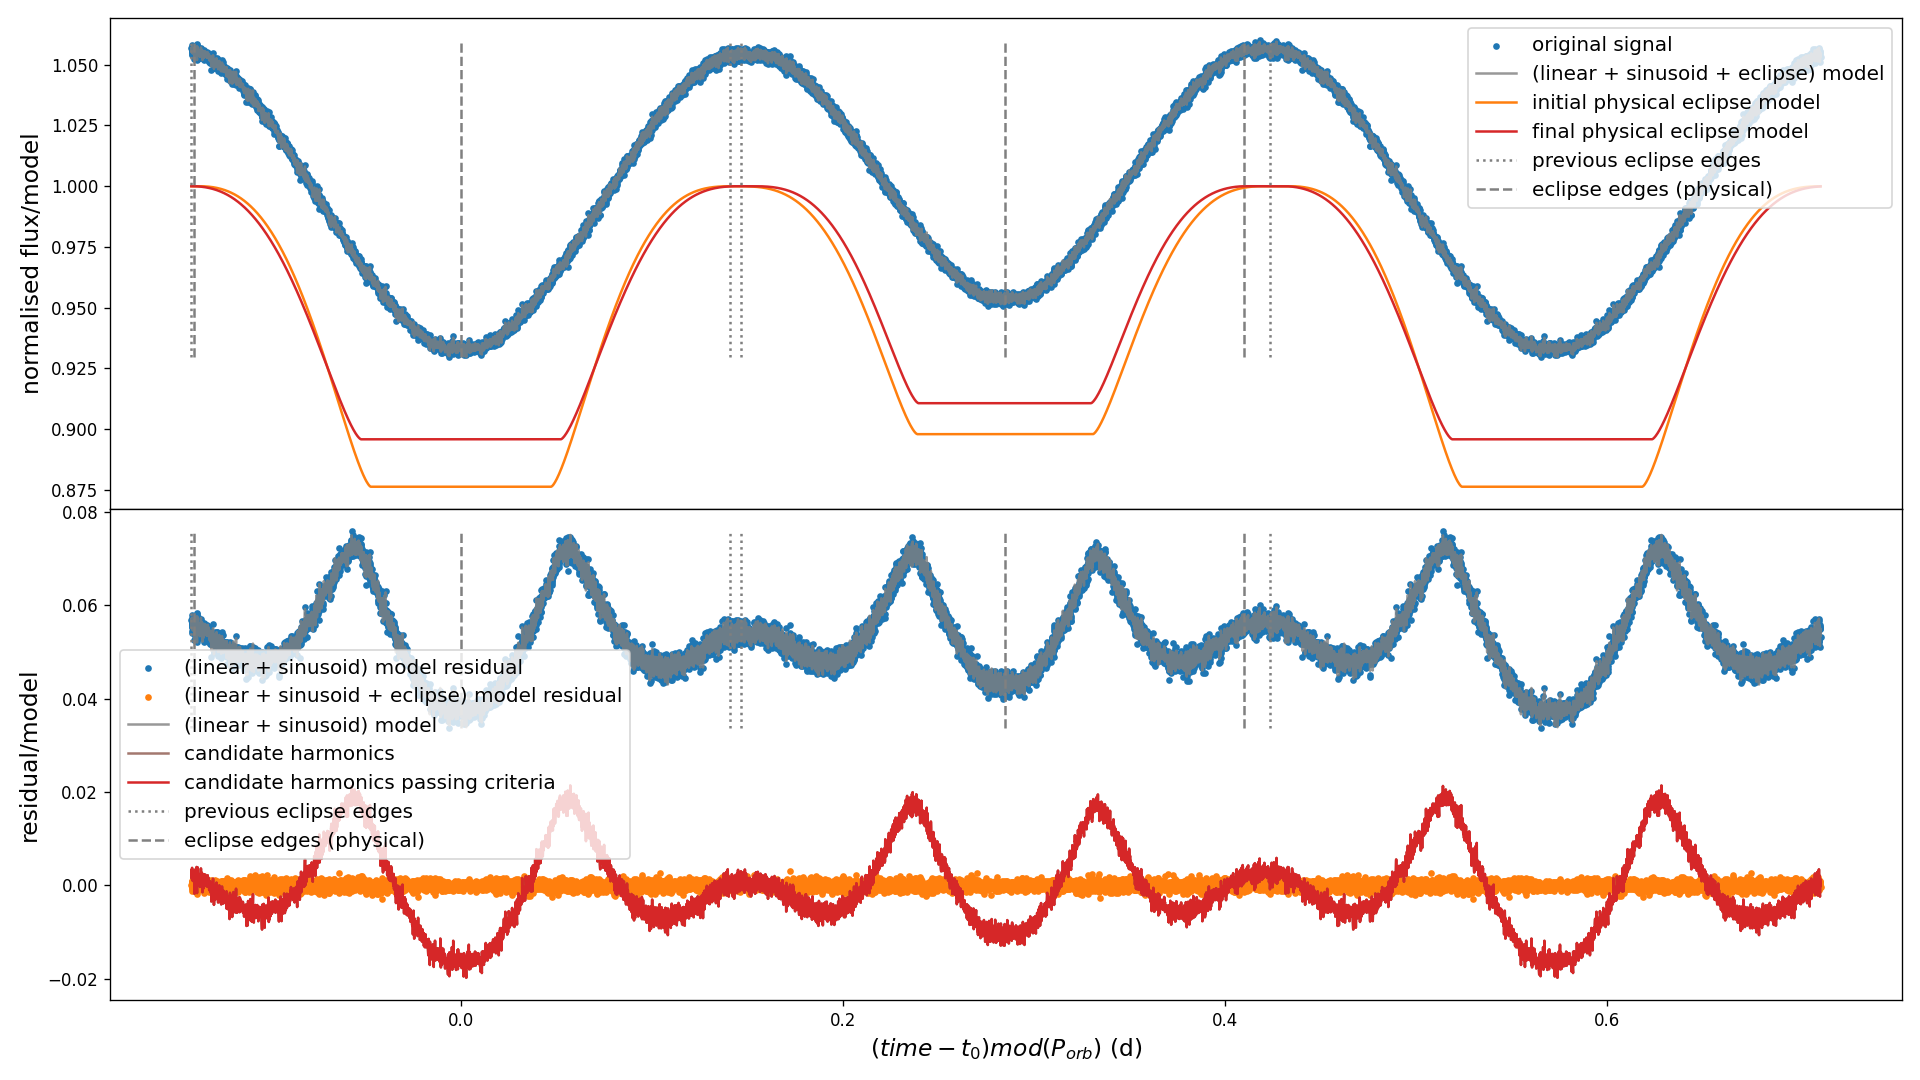 normalised flux/model
1.050
1.025
1.000
0.975
0.950
0.925
0.900
0.875
original signal
(linear + sinusoid + eclipse) model
initial physical eclipse model
final physical eclipse model
previous eclipse edges
eclipse edges (physical)
residual/model
0.08
0.06
0.04
0.02
0.00
−0.02
(linear + sinusoid) model residual
(linear + sinusoid + eclipse) model residual
(linear + sinusoid) model
candidate harmonics
candidate harmonics passing criteria
previous eclipse edges
eclipse edges (physical)
0.0 0.2 0.4 0.6
(time − t₀)mod(P_orb) (d)